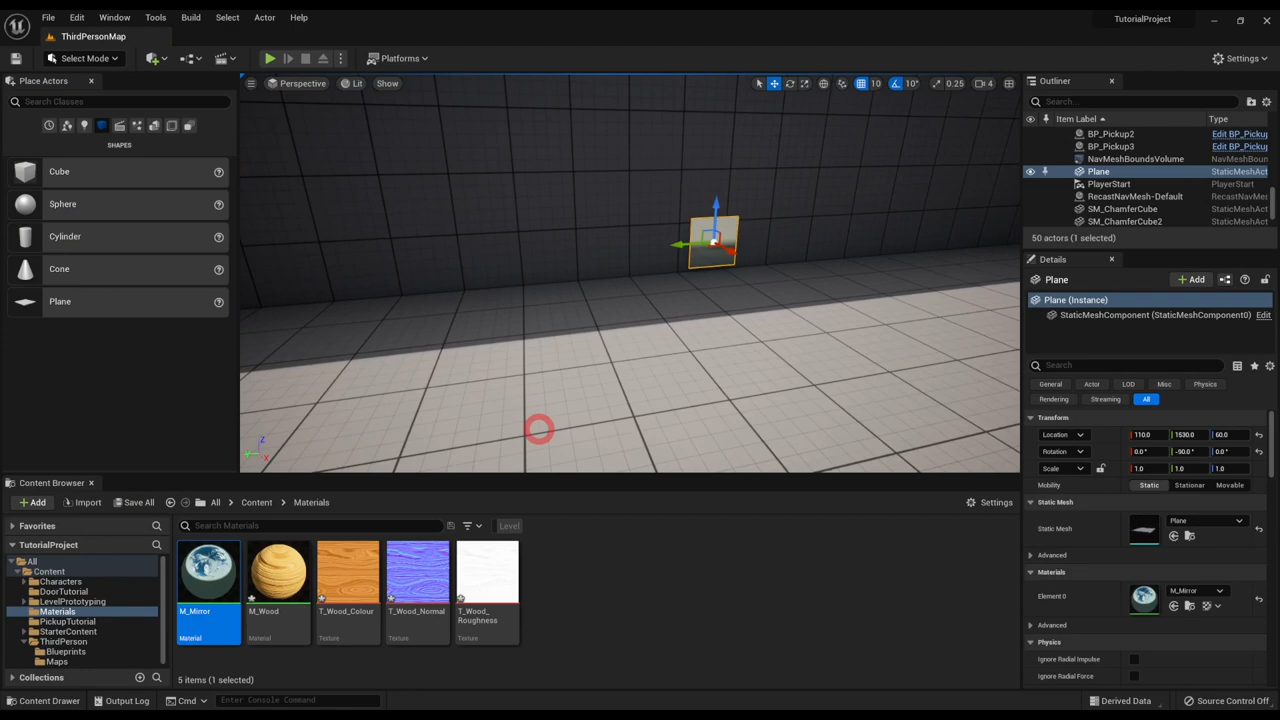 File Edit Window Tools Build Select Actor Help
TutorialProject
ThirdPersonMap
Select Mode
Platforms
Settings
Place Actors
Search Classes
SHAPES
Cube
Sphere
Cylinder
Cone
Plane
Perspective Lit Show
10 10° 0.25 4
Z
X
Outliner
Search...
Item Label Type
BP_Pickup2 Edit BP_Pickup
BP_Pickup3 Edit BP_Pickup
NavMeshBoundsVolume NavMeshBoun
Plane StaticMeshAct
PlayerStart PlayerStart
RecastNavMesh-Default RecastNavMes
SM_ChamferCube StaticMeshAct
SM_ChamferCube2 StaticMeshAct
50 actors (1 selected)
Details
Plane
Add
Plane (Instance)
StaticMeshComponent (StaticMeshComponent0) Edit
Search
General Actor LOD Misc Physics
Rendering Streaming All
Transform
Location 110.0 1530.0 60.0
Rotation 0.0° -90.0° 0.0°
Scale 1.0 1.0 1.0
Mobility Static Stationar Movable
Static Mesh
Static Mesh Plane
Advanced
Materials
Element 0 M_Mirror
Advanced
Physics
Ignore Radial Impulse
Ignore Radial Force
Content Browser
Add Import Save All All Content Materials Settings
Favorites
Search Materials
Level
TutorialProject
All
Content
Characters
DoorTutorial
LevelPrototyping
Materials
PickupTutorial
StarterContent
ThirdPerson
Blueprints
Maps
Collections
M_Mirror
Material
M_Wood
Material
T_Wood_Colour
Texture
T_Wood_Normal
Texture
T_Wood_
Roughness
Texture
5 items (1 selected)
Content Drawer Output Log Cmd Enter Console Command Derived Data Source Control Off